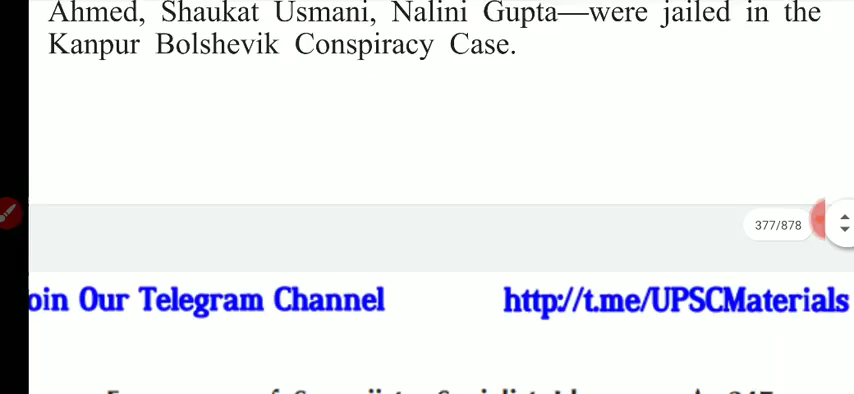 Ahmed, Shaukat Usmani, Nalini Gupta—were jailed in the
Kanpur Bolshevik Conspiracy Case.
377/878
oin Our Telegram Channel http://t.me/UPSCMaterials